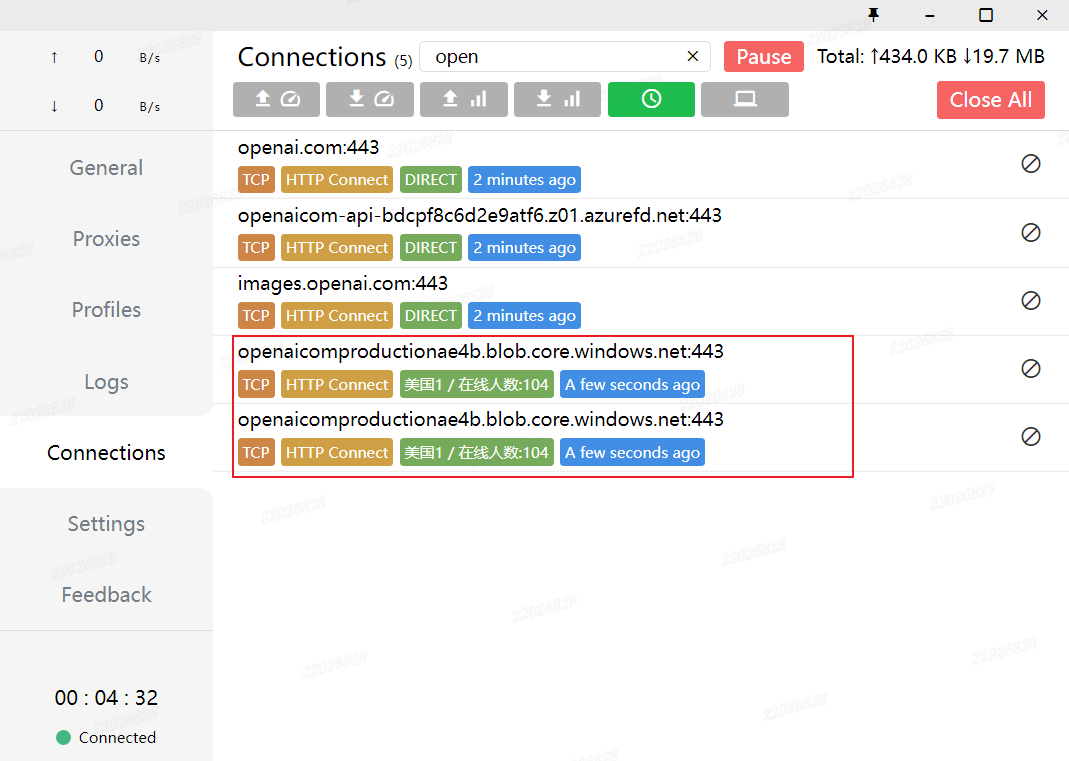 ↑ 0 B/s
↓ 0 B/s
General
Proxies
Profiles
Logs
Connections
Settings
Feedback
00 : 04 : 32
Connected
Connections (5) open × Pause Total: ↑434.0 KB ↓19.7 MB
Close All
openai.com:443
TCP HTTP Connect DIRECT 2 minutes ago
openaicom-api-bdcpf8c6d2e9atf6.z01.azurefd.net:443
TCP HTTP Connect DIRECT 2 minutes ago
images.openai.com:443
TCP HTTP Connect DIRECT 2 minutes ago
openaicomproductionae4b.blob.core.windows.net:443
TCP HTTP Connect 美国1 / 在线人数:104 A few seconds ago
openaicomproductionae4b.blob.core.windows.net:443
TCP HTTP Connect 美国1 / 在线人数:104 A few seconds ago
22026828